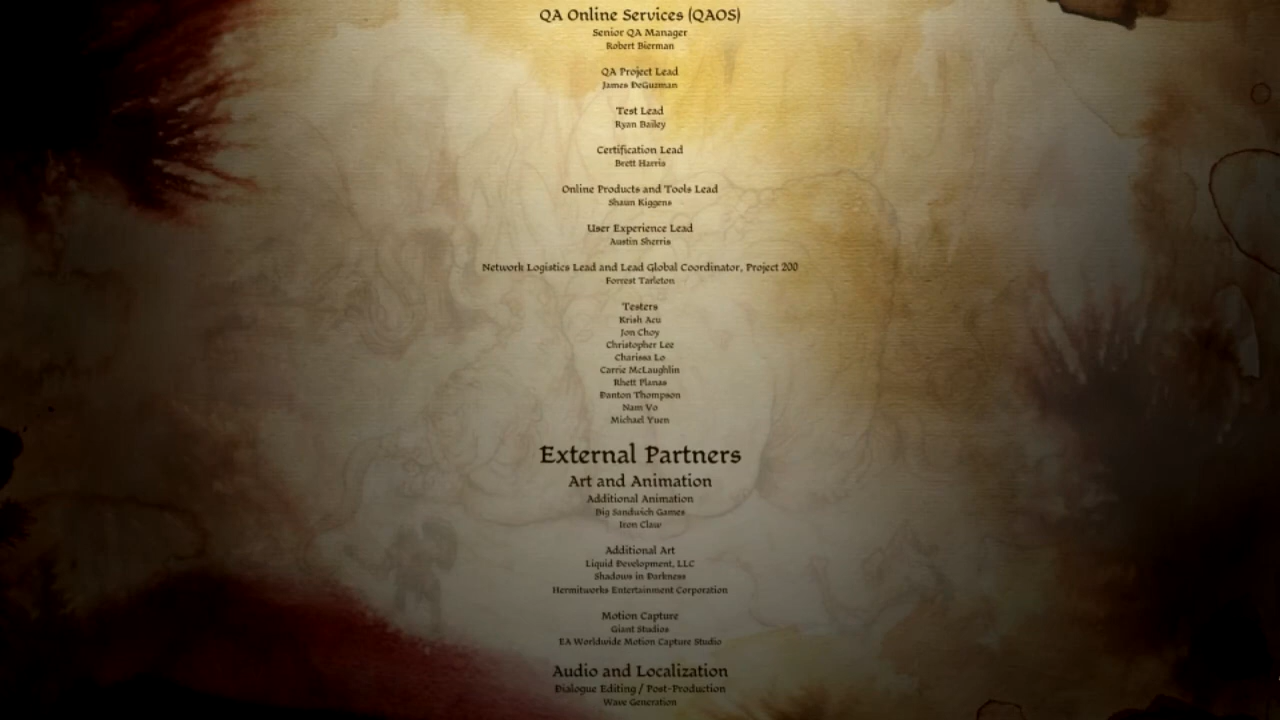 QA Online Services (QAOS)
Senior QA Manager
Robert Bierman
QA Project Lead
James DeGuzman
Test Lead
Ryan Bailey
Certification Lead
Brett Harris
Online Products and Tools Lead
Shaun Kiggens
User Experience Lead
Austin Sherris
Network Logistics Lead and Lead Global Coordinator, Project 200
Forrest Tarleton
Testers
Krish Acu
Jon Choy
Christopher Lee
Charissa Lo
Carrie McLaughlin
Rhett Planas
Danton Thompson
Nam Vo
Michael Yuen
External Partners
Art and Animation
Additional Animation
Big Sandwich Games
Iron Claw
Additional Art
Liquid Development, LLC
Shadows in Darkness
Hermitworks Entertainment Corporation
Motion Capture
Giant Studios
EA Worldwide Motion Capture Studio
Audio and Localization
Dialogue Editing / Post-Production
Wave Generation